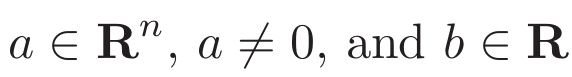 a ∈ Rⁿ, a ≠ 0, and b ∈ R